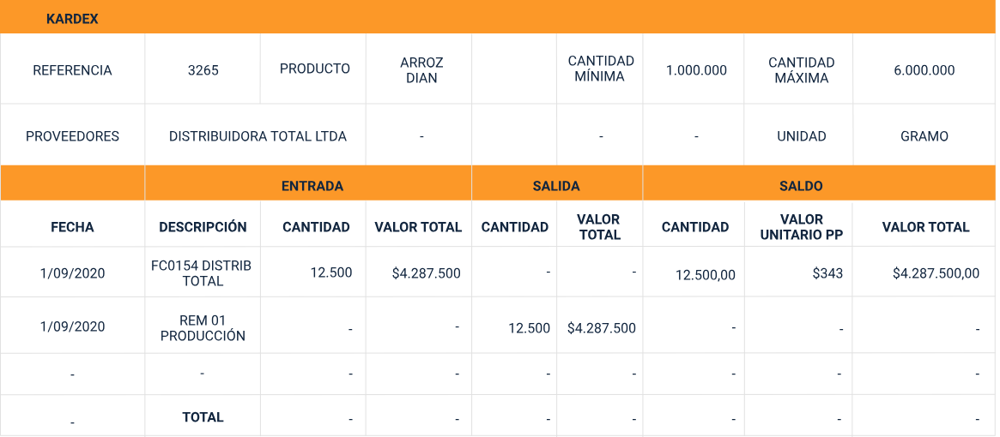 KARDEX
REFERENCIA 3265 PRODUCTO ARROZ DIAN CANTIDAD MÍNIMA 1.000.000 CANTIDAD MÁXIMA 6.000.000
PROVEEDORES DISTRIBUIDORA TOTAL LTDA - - - UNIDAD GRAMO
ENTRADA SALIDA SALDO
FECHA DESCRIPCIÓN CANTIDAD VALOR TOTAL CANTIDAD VALOR TOTAL CANTIDAD VALOR UNITARIO PP VALOR TOTAL
1/09/2020 FC0154 DISTRIB TOTAL 12.500 $4.287.500 - - 12.500,00 $343 $4.287.500,00
1/09/2020 REM 01 PRODUCCIÓN - - 12.500 $4.287.500 - - -
- - - - - - - - -
- TOTAL - - - - - - -